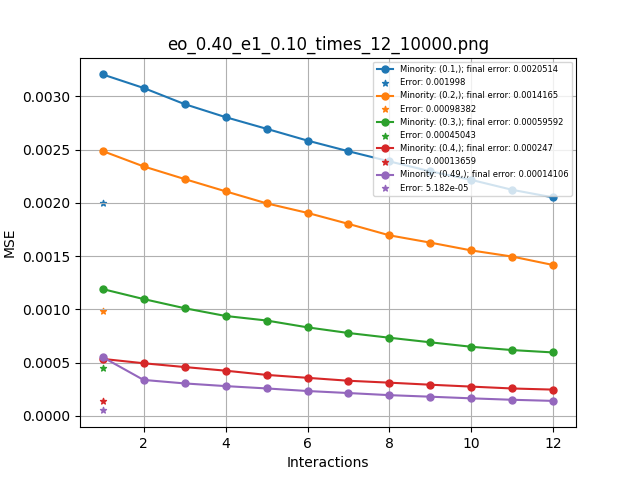 eo_0.40_e1_0.10_times_12_10000.png
Minority: (0.1,); final error: 0.0020514
Error: 0.001998
Minority: (0.2,); final error: 0.0014165
Error: 0.00098382
Minority: (0.3,); final error: 0.00059592
Error: 0.00045043
Minority: (0.4,); final error: 0.000247
Error: 0.00013659
Minority: (0.49,); final error: 0.00014106
Error: 5.182e-05
MSE
0.0030
0.0025
0.0020
0.0015
0.0010
0.0005
0.0000
2 4 6 8 10 12
Interactions